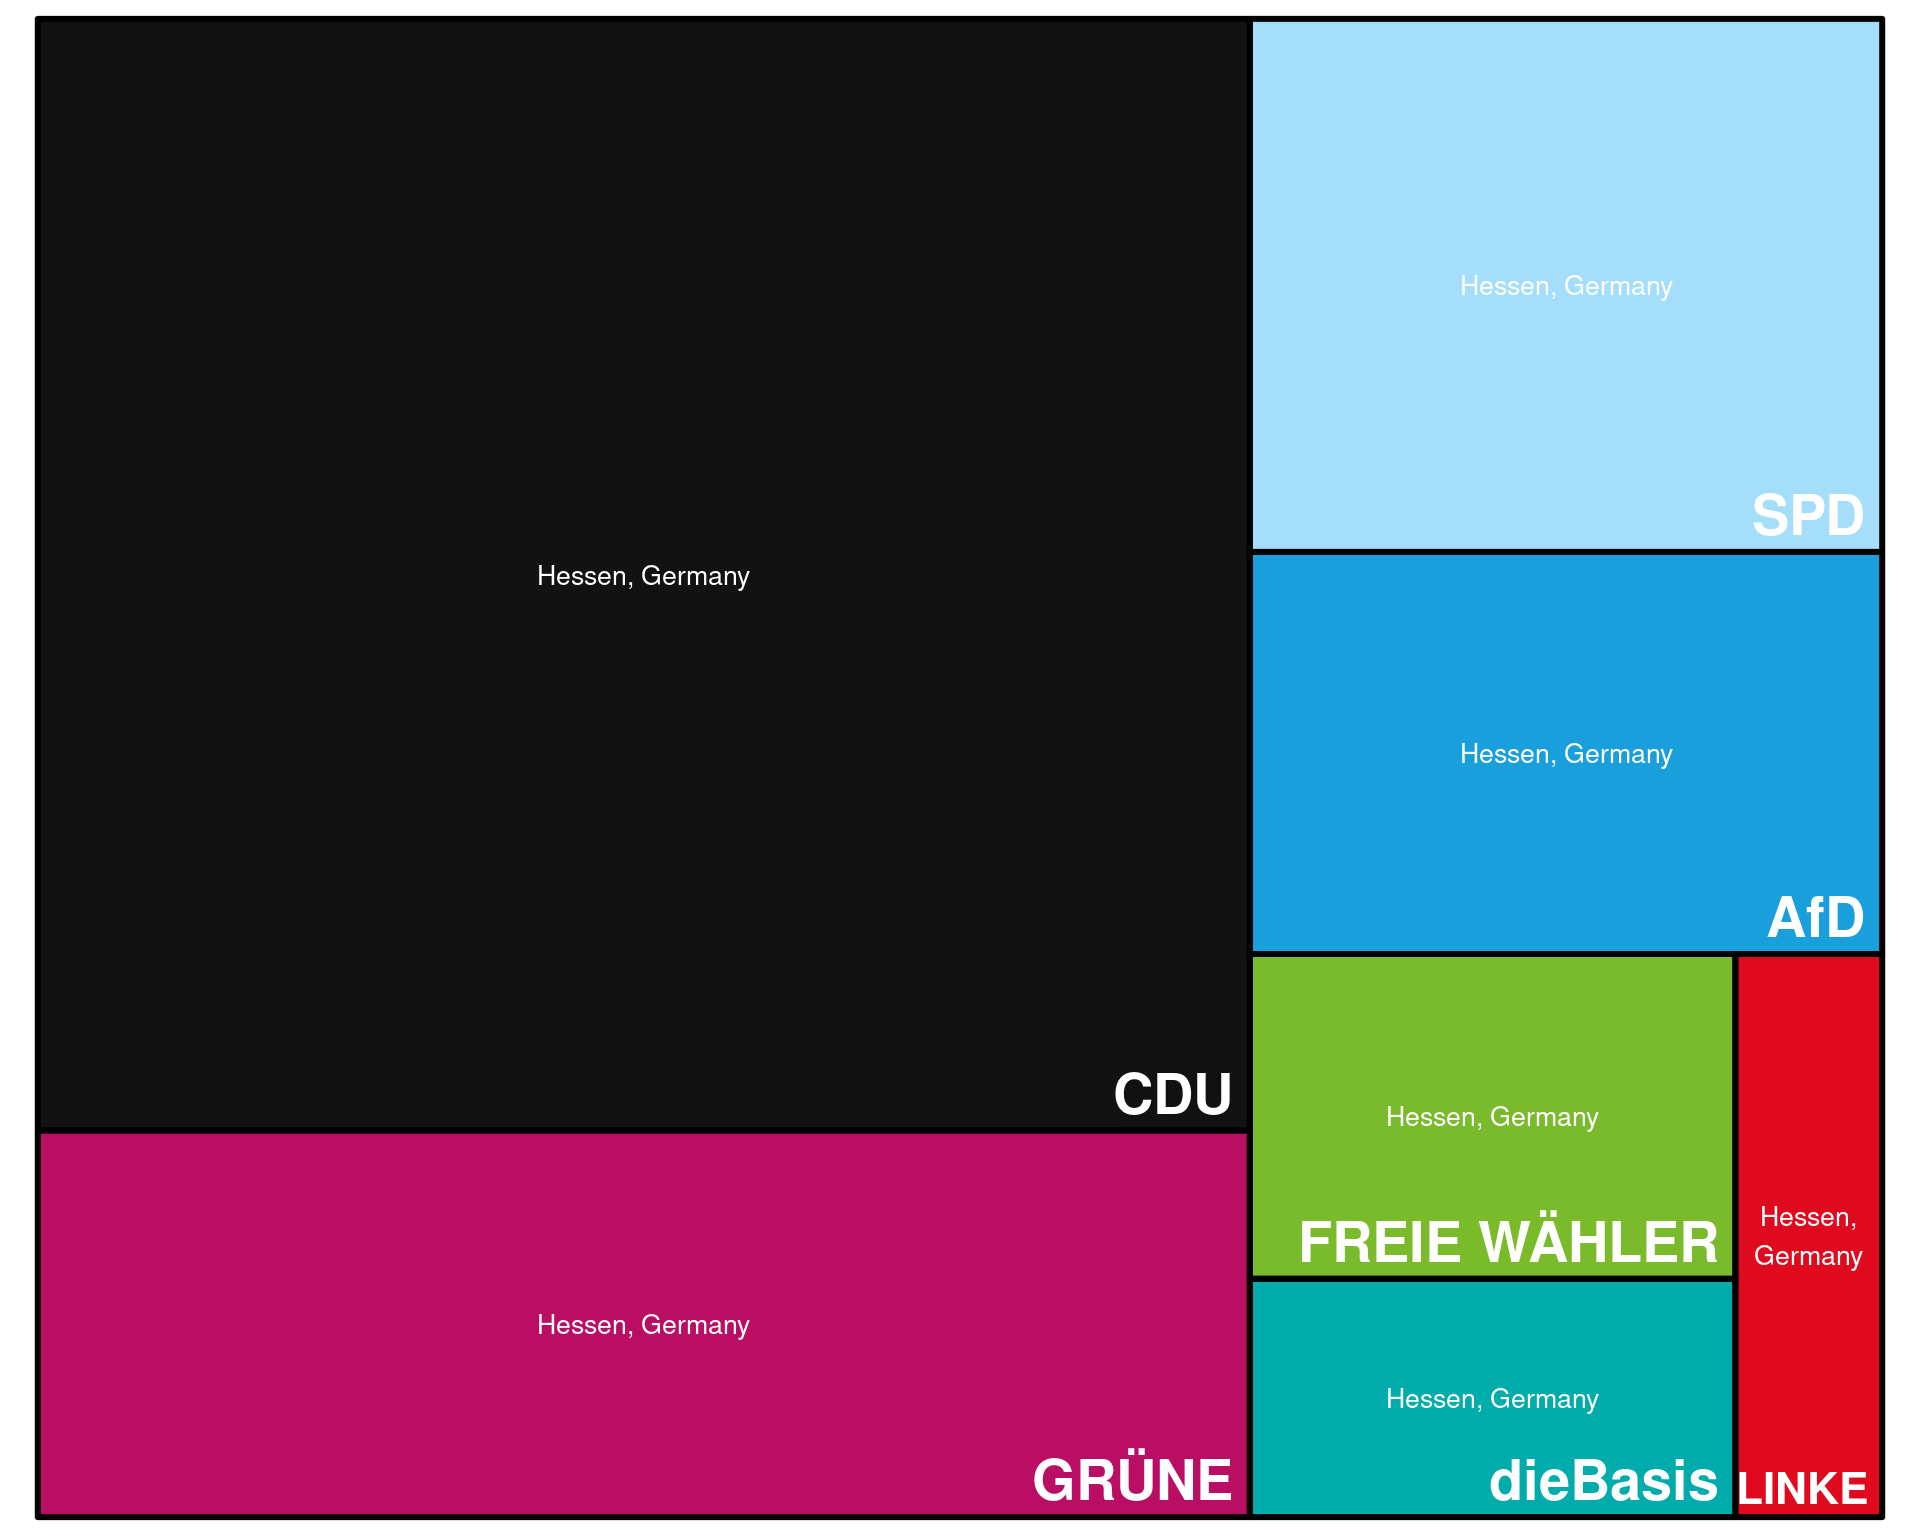 Hessen, Germany
CDU
Hessen, Germany
GRÜNE
Hessen, Germany
SPD
Hessen, Germany
AfD
Hessen, Germany
FREIE WÄHLER
Hessen, Germany
dieBasis
Hessen,
Germany
LINKE